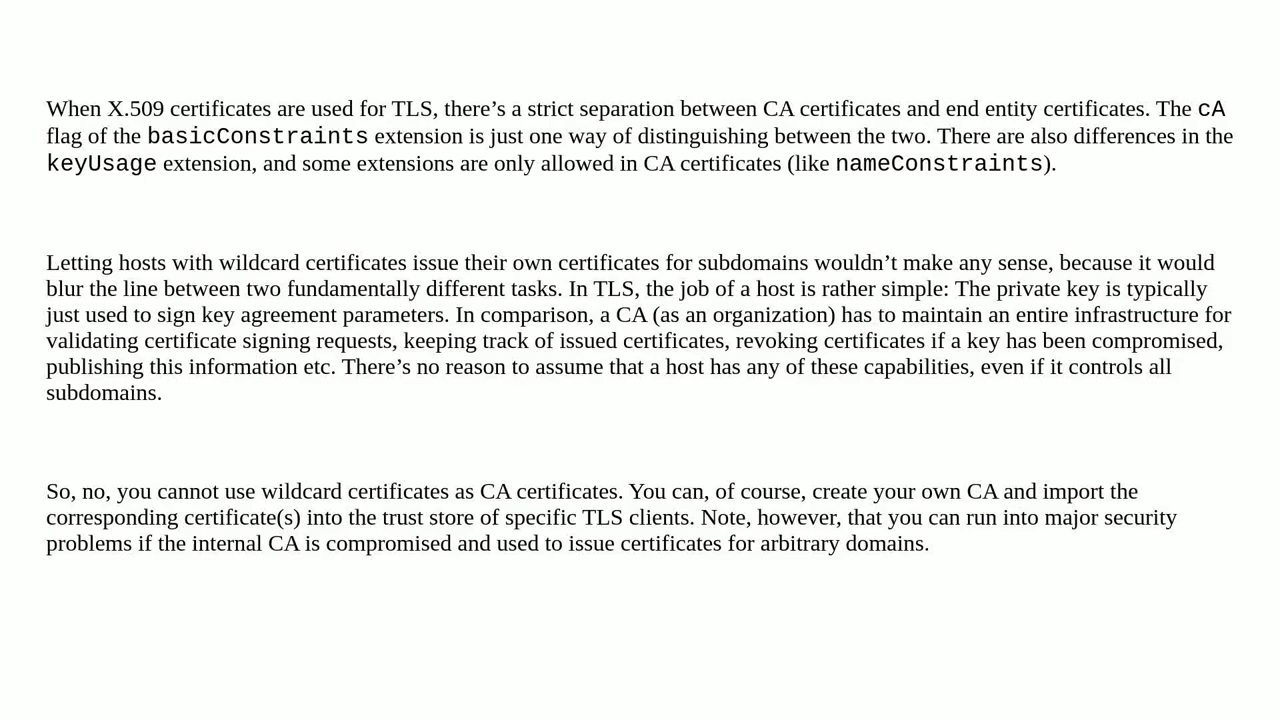 When X.509 certificates are used for TLS, there’s a strict separation between CA certificates and end entity certificates. The cA
flag of the basicConstraints extension is just one way of distinguishing between the two. There are also differences in the
keyUsage extension, and some extensions are only allowed in CA certificates (like nameConstraints).
Letting hosts with wildcard certificates issue their own certificates for subdomains wouldn’t make any sense, because it would
blur the line between two fundamentally different tasks. In TLS, the job of a host is rather simple: The private key is typically
just used to sign key agreement parameters. In comparison, a CA (as an organization) has to maintain an entire infrastructure for
validating certificate signing requests, keeping track of issued certificates, revoking certificates if a key has been compromised,
publishing this information etc. There’s no reason to assume that a host has any of these capabilities, even if it controls all
subdomains.
So, no, you cannot use wildcard certificates as CA certificates. You can, of course, create your own CA and import the
corresponding certificate(s) into the trust store of specific TLS clients. Note, however, that you can run into major security
problems if the internal CA is compromised and used to issue certificates for arbitrary domains.